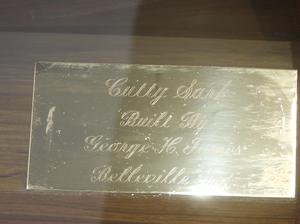 Cutty Sark
Built By
George H.
Belleville